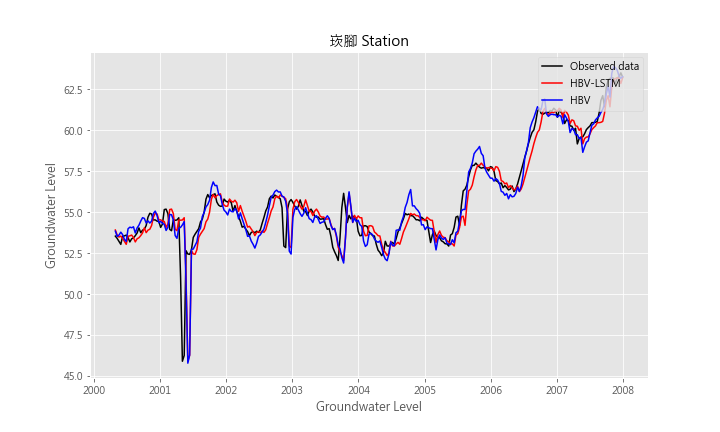 崁腳 Station
Groundwater Level
62.5
60.0
57.5
55.0
52.5
50.0
47.5
45.0
Observed data
HBV-LSTM
HBV
2000 2001 2002 2003 2004 2005 2006 2007 2008
Groundwater Level